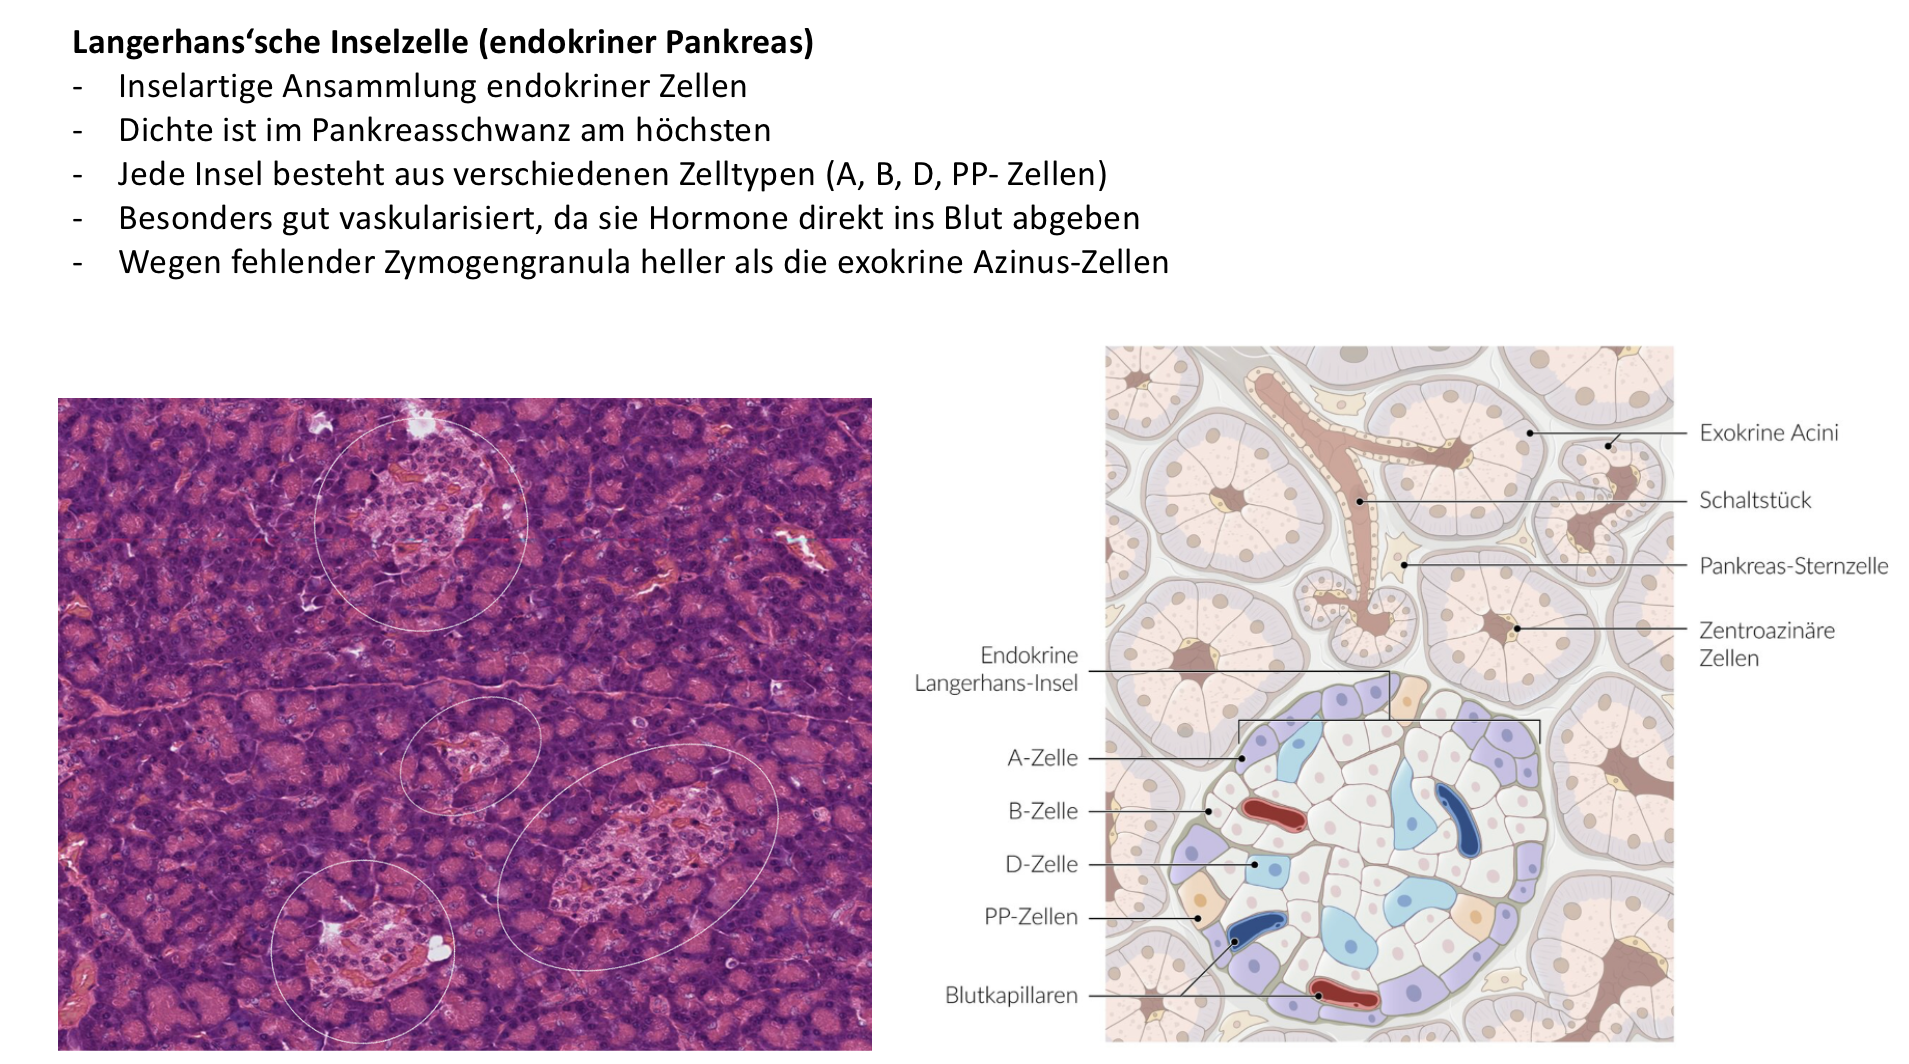 Langerhans‘sche Inselzelle (endokriner Pankreas)
- Inselartige Ansammlung endokriner Zellen
- Dichte ist im Pankreasschwanz am höchsten
- Jede Insel besteht aus verschiedenen Zelltypen (A, B, D, PP- Zellen)
- Besonders gut vaskularisiert, da sie Hormone direkt ins Blut abgeben
- Wegen fehlender Zymogengranula heller als die exokrine Azinus-Zellen
Exokrine Acini
Schaltstück
Pankreas-Sternzelle
Zentroazinäre
Zellen
Endokrine
Langerhans-Insel
A-Zelle
B-Zelle
D-Zelle
PP-Zellen
Blutkapillaren